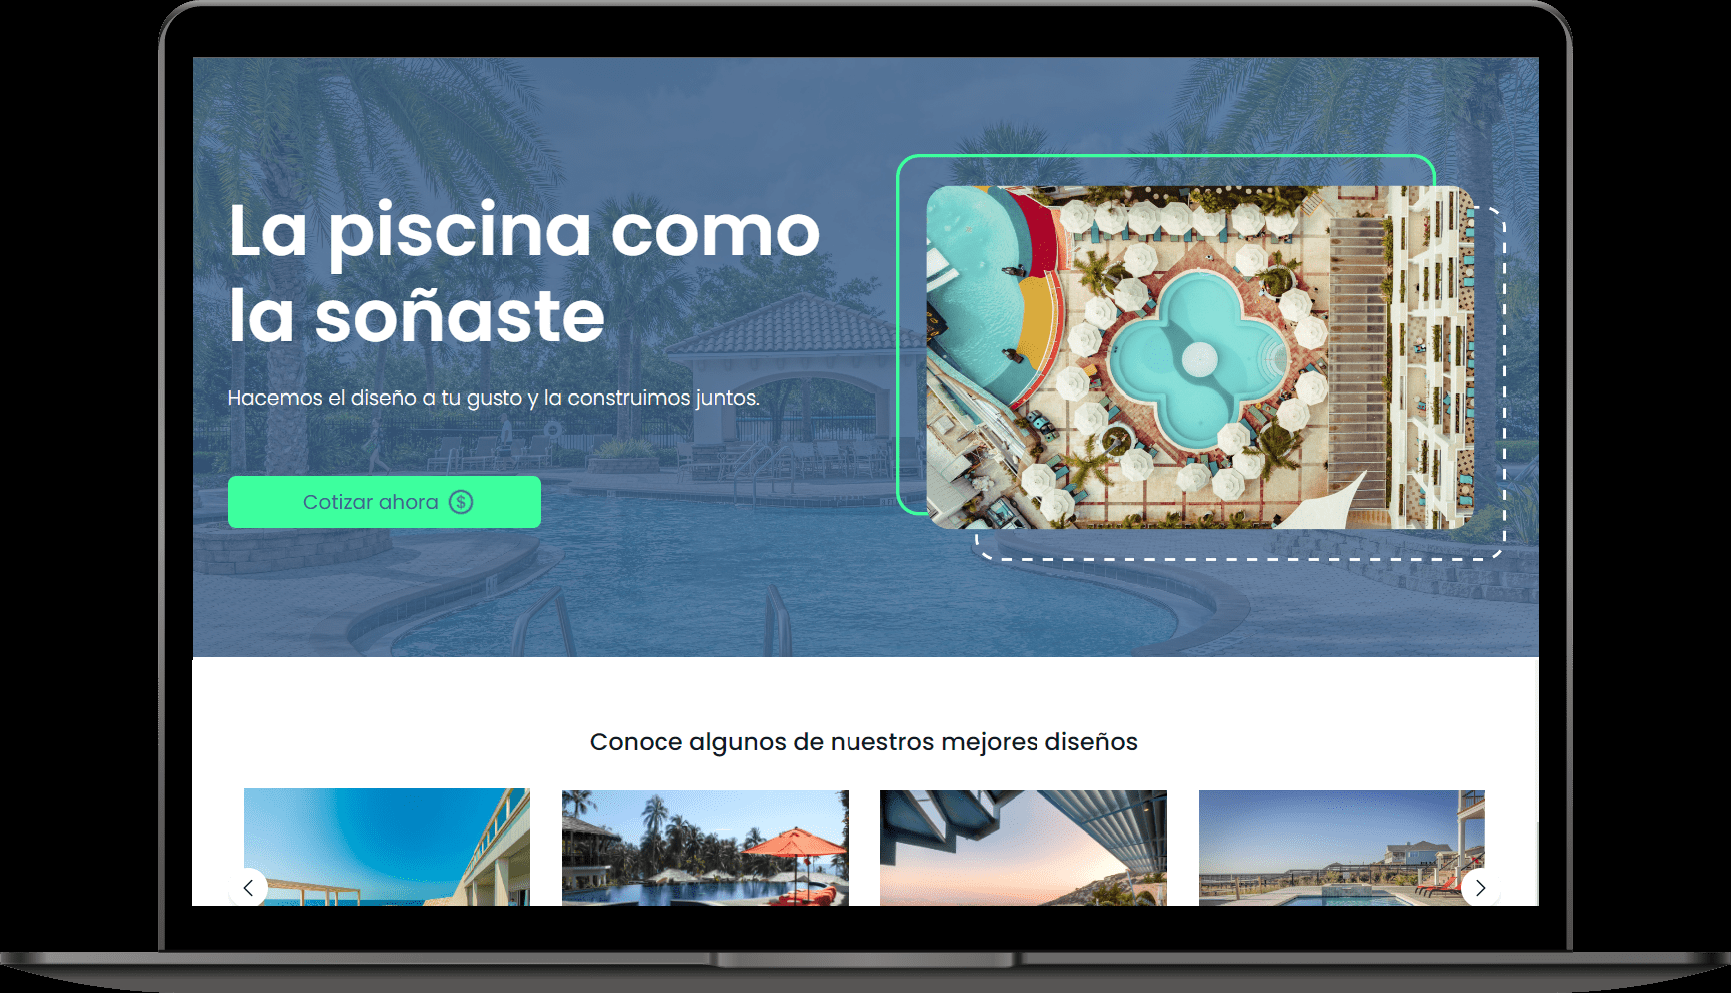 La piscina como
la soñaste
Hacemos el diseño a tu gusto y la construimos juntos.
Cotizar ahora $
Conoce algunos de nuestros mejores diseños